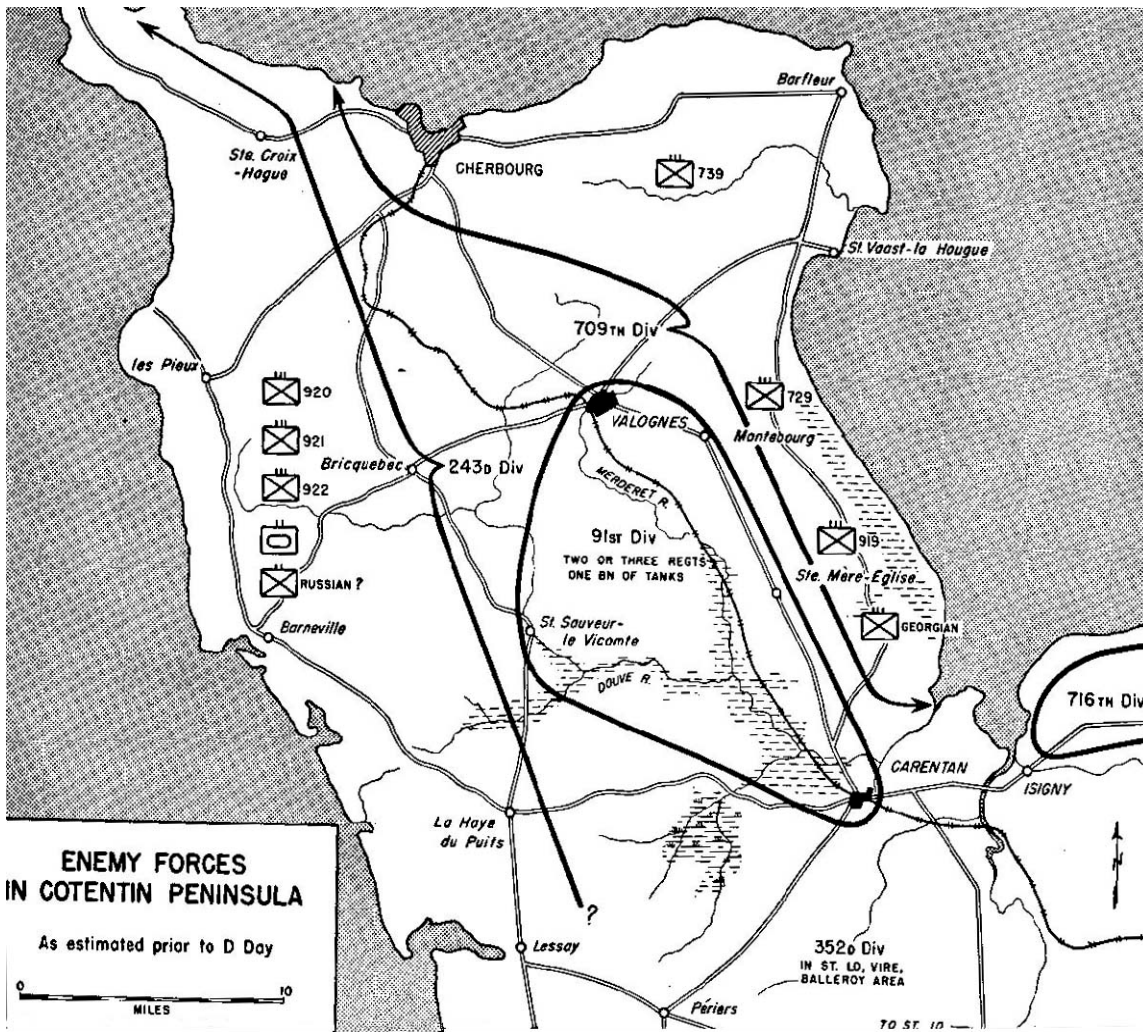 Barfleur
Ste. Croix
-Hague
CHERBOURG
739
St. Vaast-la Hougue
709TH Div
les Pieux
920
729
VALOGNES
Montebourg
921
Bricquebec
243D Div
922
MERDERET R.
91ST Div
TWO OR THREE REGTS
ONE BN OF TANKS
919
Ste. Mère-Eglise
RUSSIAN ?
GEORGIAN
Barneville
St. Sauveur-
le Vicomte
DOUVE R.
716TH Div
CARENTAN
ISIGNY
La Haye
du Puits
ENEMY FORCES
IN COTENTIN PENINSULA
As estimated prior to D Day
0 10
MILES
?
N
Lessay
352D Div
IN ST. LO, VIRE,
BALLEROY AREA
Périers
TO ST. LO